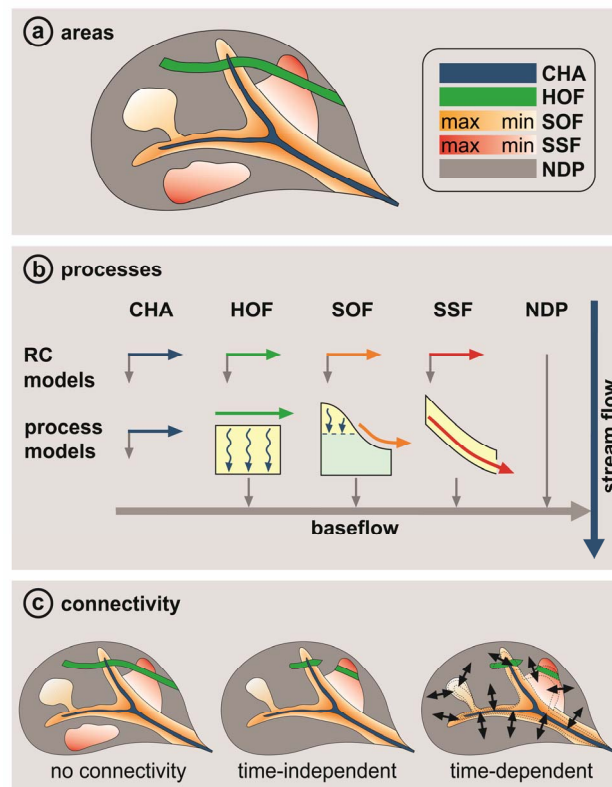 a areas
CHA
HOF
max min SOF
max min SSF
NDP
b processes
CHA HOF SOF SSF NDP
RC
models
process
models
stream flow
baseflow
c connectivity
no connectivity time-independent time-dependent